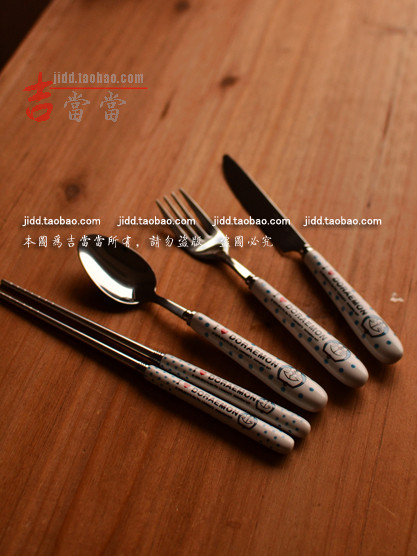 jidd.taobao.com
吉當當
jidd.taobao.com jidd.taobao.com jidd.taobao.com jidd.taobao.com
本圖為吉當當所有，請勿盜版，盜圖必究
I ❤ DORAEMON
I ❤ DORAEMON
I ❤ DORAEMON
I ❤ DORAEMON